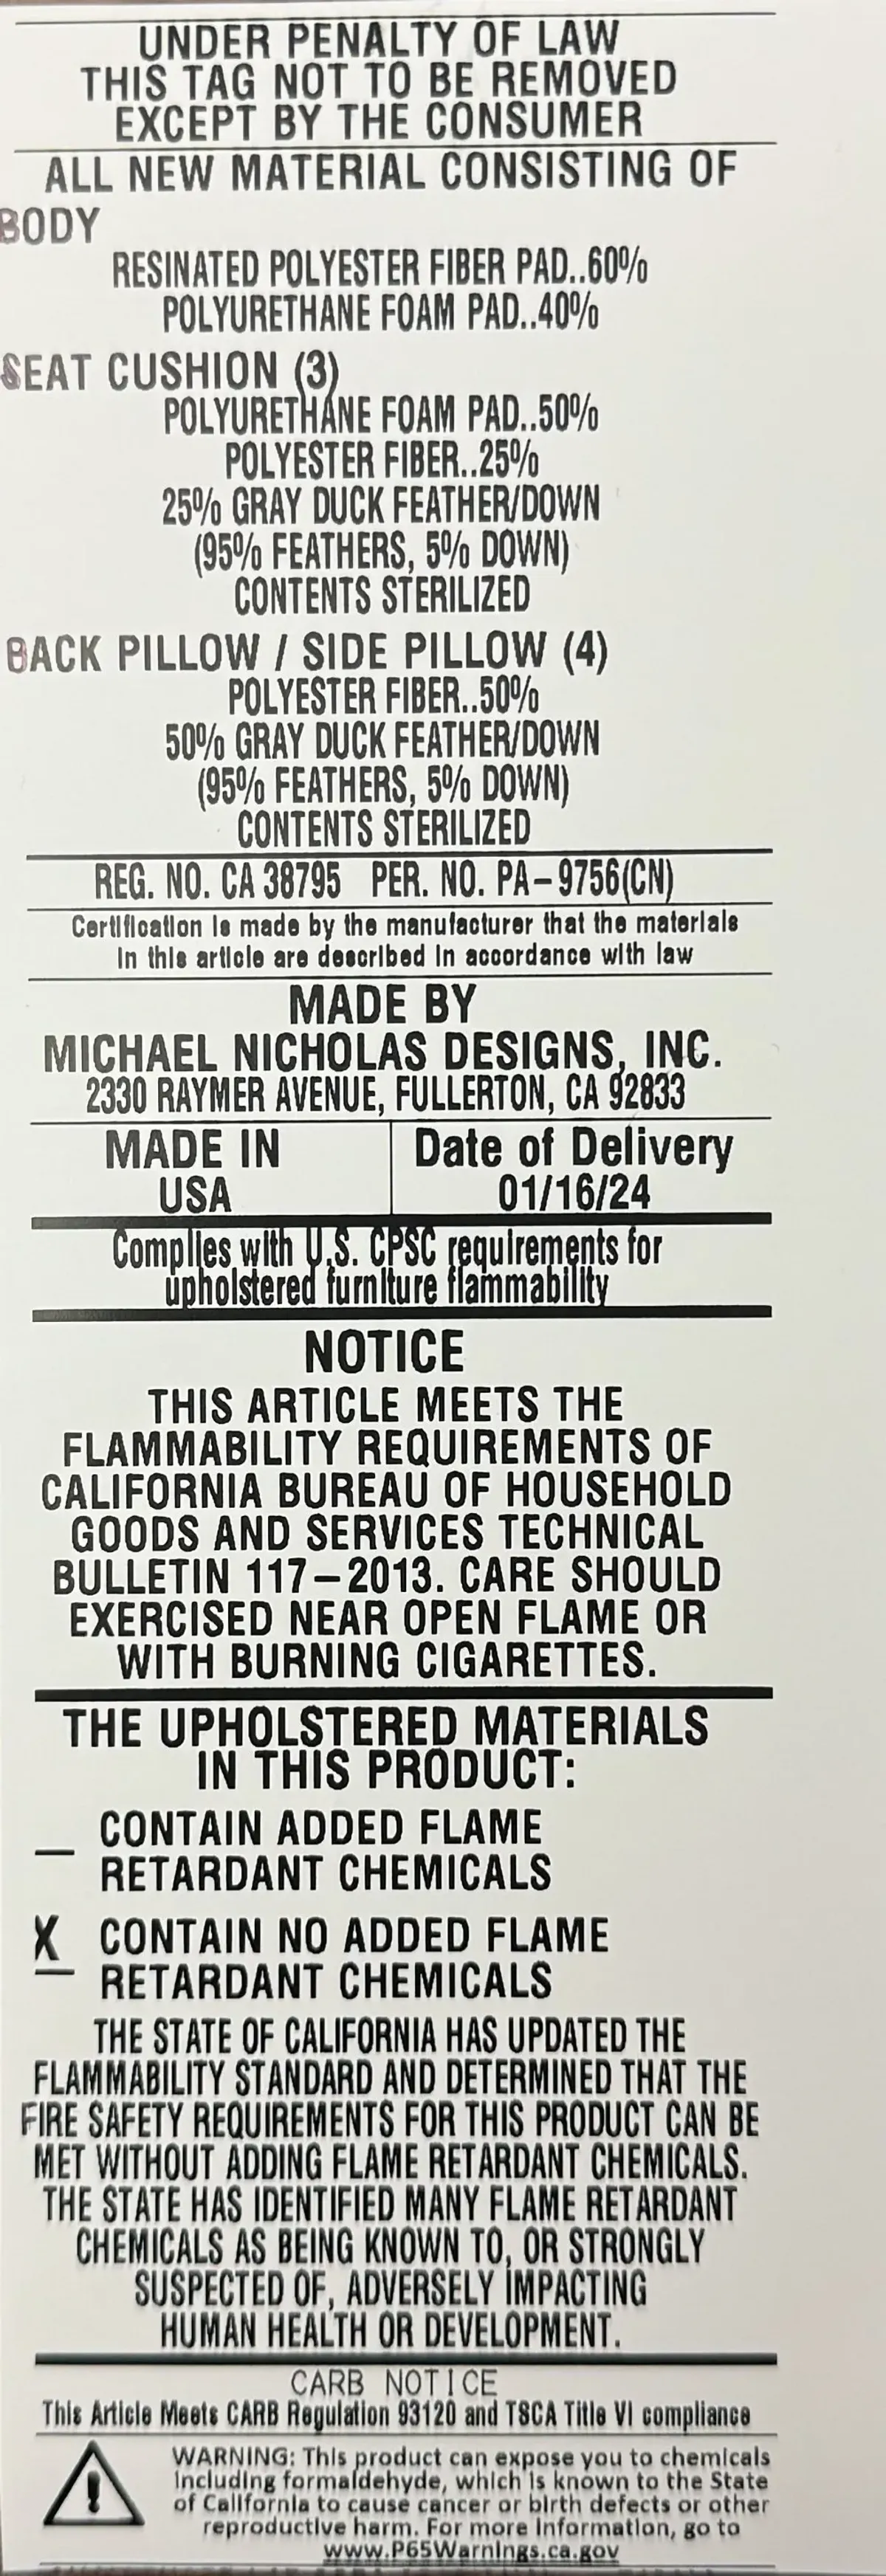 UNDER PENALTY OF LAW
THIS TAG NOT TO BE REMOVED
EXCEPT BY THE CONSUMER
ALL NEW MATERIAL CONSISTING OF
BODY
RESINATED POLYESTER FIBER PAD..60%
POLYURETHANE FOAM PAD..40%
SEAT CUSHION (3)
POLYURETHANE FOAM PAD..50%
POLYESTER FIBER..25%
25% GRAY DUCK FEATHER/DOWN
(95% FEATHERS, 5% DOWN)
CONTENTS STERILIZED
BACK PILLOW / SIDE PILLOW (4)
POLYESTER FIBER..50%
50% GRAY DUCK FEATHER/DOWN
(95% FEATHERS, 5% DOWN)
CONTENTS STERILIZED
REG. NO. CA 38795 PER. NO. PA-9756(CN)
Certification is made by the manufacturer that the materials
in this article are described in accordance with law
MADE BY
MICHAEL NICHOLAS DESIGNS, INC.
2330 RAYMER AVENUE, FULLERTON, CA 92833
MADE IN
USA
Date of Delivery
01/16/24
Complies with U.S. CPSC requirements for
upholstered furniture flammability
NOTICE
THIS ARTICLE MEETS THE
FLAMMABILITY REQUIREMENTS OF
CALIFORNIA BUREAU OF HOUSEHOLD
GOODS AND SERVICES TECHNICAL
BULLETIN 117-2013. CARE SHOULD
EXERCISED NEAR OPEN FLAME OR
WITH BURNING CIGARETTES.
THE UPHOLSTERED MATERIALS
IN THIS PRODUCT:
_ CONTAIN ADDED FLAME
RETARDANT CHEMICALS
X CONTAIN NO ADDED FLAME
RETARDANT CHEMICALS
THE STATE OF CALIFORNIA HAS UPDATED THE
FLAMMABILITY STANDARD AND DETERMINED THAT THE
FIRE SAFETY REQUIREMENTS FOR THIS PRODUCT CAN BE
MET WITHOUT ADDING FLAME RETARDANT CHEMICALS.
THE STATE HAS IDENTIFIED MANY FLAME RETARDANT
CHEMICALS AS BEING KNOWN TO, OR STRONGLY
SUSPECTED OF, ADVERSELY IMPACTING
HUMAN HEALTH OR DEVELOPMENT.
CARB NOTICE
This Article Meets CARB Regulation 93120 and TSCA Title VI compliance
WARNING: This product can expose you to chemicals
including formaldehyde, which is known to the State
of California to cause cancer or birth defects or other
reproductive harm. For more information, go to
www.P65Warnings.ca.gov